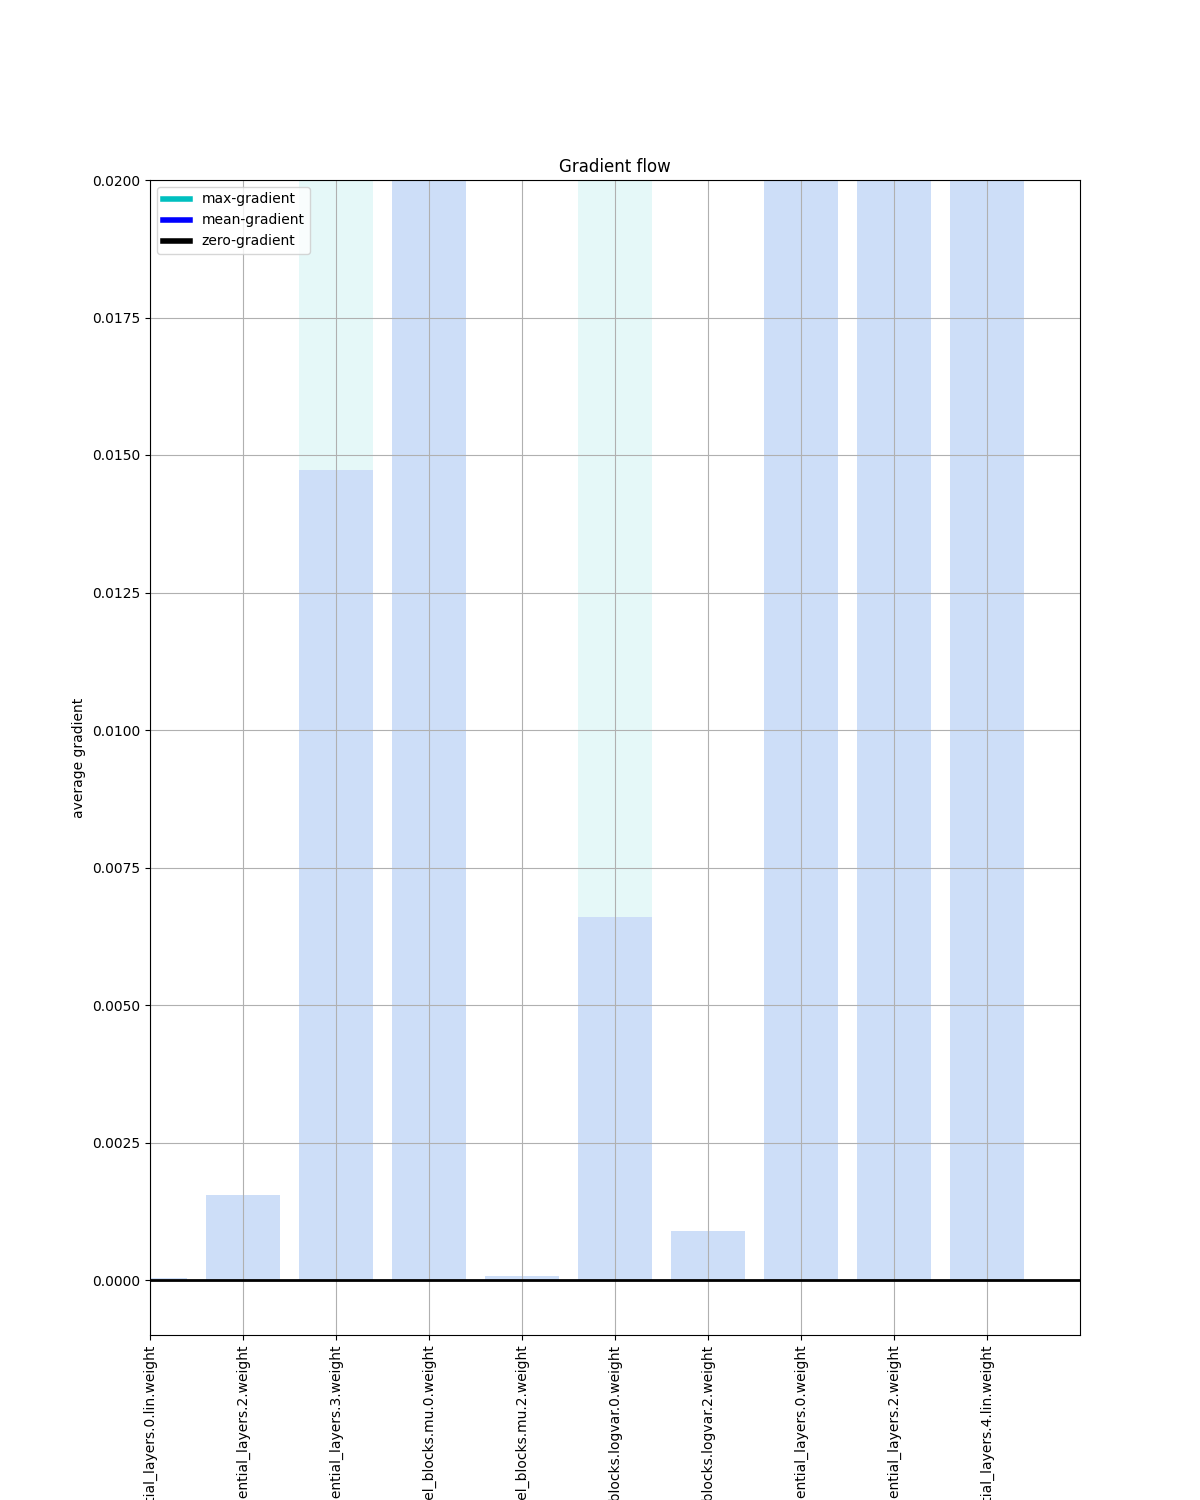 Gradient flow
max-gradient
mean-gradient
zero-gradient
average gradient
0.0200
0.0175
0.0150
0.0125
0.0100
0.0075
0.0050
0.0025
0.0000
tial_layers.0.lin.weight
ential_layers.2.weight
ential_layers.3.weight
el_blocks.mu.0.weight
el_blocks.mu.2.weight
blocks.logvar.0.weight
blocks.logvar.2.weight
ential_layers.0.weight
ential_layers.2.weight
tial_layers.4.lin.weight